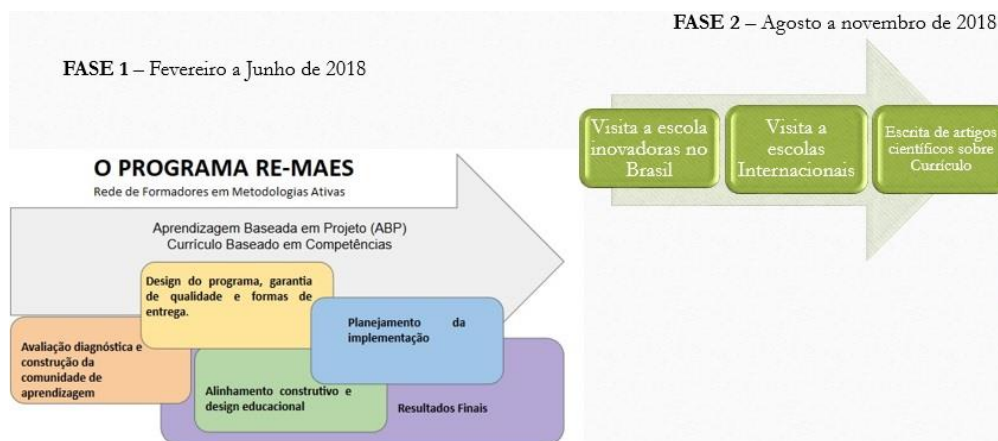 FASE 2 – Agosto a novembro de 2018
FASE 1 – Fevereiro a Junho de 2018
Visita a escola
inovadoras no
Brasil
Visita a
escolas
Internacionais
Escrita de artigos
científicos sobre
Currículo
O PROGRAMA RE-MAES
Rede de Formadores em Metodologias Ativas
Aprendizagem Baseada em Projeto (ABP)
Currículo Baseado em Competências
Design do programa, garantia
de qualidade e formas de
entrega.
Planejamento da
implementação
Avaliação diagnóstica e
construção da
comunidade de
aprendizagem
Alinhamento construtivo e
design educacional
Resultados Finais